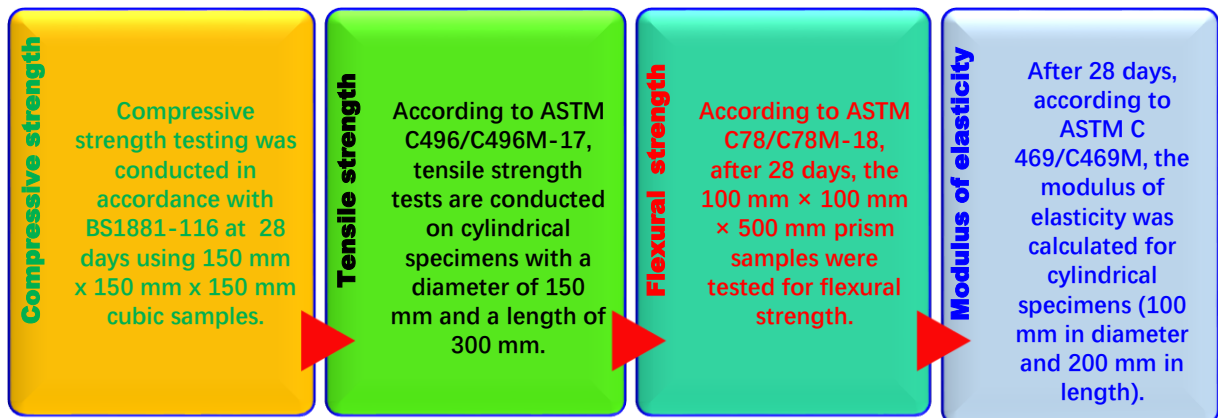 Compressive strength
Compressive
strength testing was
conducted in
accordance with
BS1881-116 at 28
days using 150 mm
x 150 mm x 150 mm
cubic samples.
Tensile strength
According to ASTM
C496/C496M-17,
tensile strength
tests are conducted
on cylindrical
specimens with a
diameter of 150
mm and a length of
300 mm.
Flexural strength
According to ASTM
C78/C78M-18,
after 28 days, the
100 mm × 100 mm
× 500 mm prism
samples were
tested for flexural
strength.
Modulus of elasticity
After 28 days,
according to
ASTM C
469/C469M, the
modulus of
elasticity was
calculated for
cylindrical
specimens (100
mm in diameter
and 200 mm in
length).